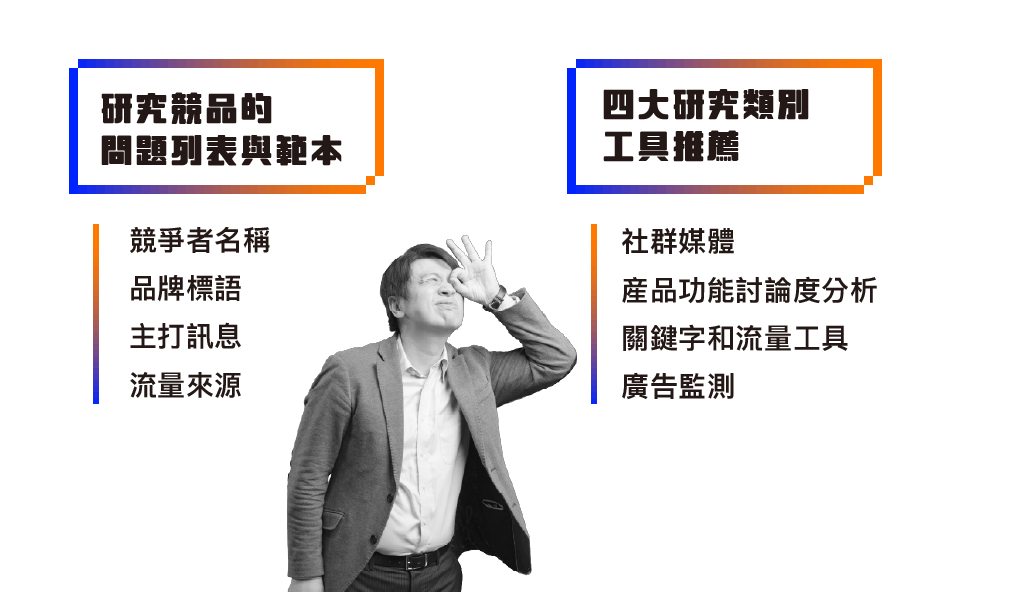 研究競品的
問題列表與範本
競爭者名稱
品牌標語
主打訊息
流量來源
四大研究類別
工具推薦
社群媒體
產品功能討論度分析
關鍵字和流量工具
廣告監測